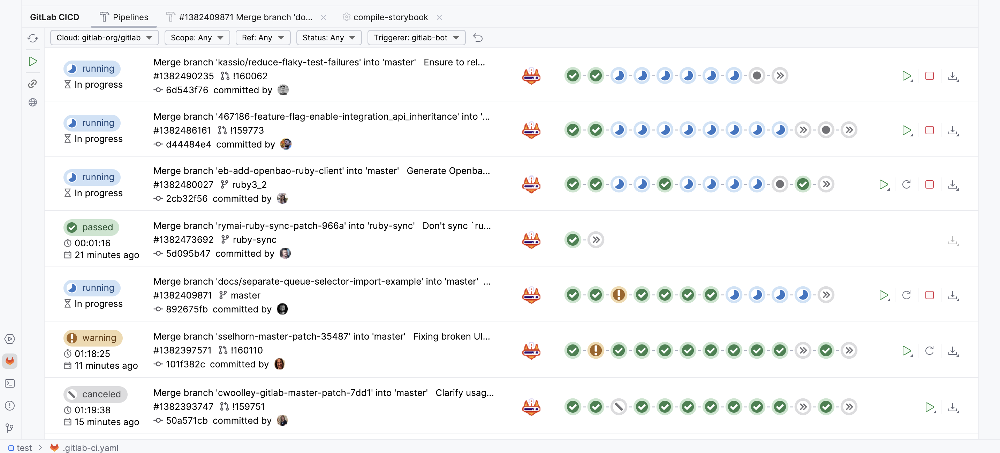 GitLab CICD Pipelines #1382409871 Merge branch 'do... compile-storybook
Cloud: gitlab-org/gitlab Scope: Any Ref: Any Status: Any Triggerer: gitlab-bot
running
In progress
Merge branch 'kassio/reduce-flaky-test-failures' into 'master' Ensure to rel...
#1382490235 !160062
6d543f76 committed by
running
In progress
Merge branch '467186-feature-flag-enable-integration_api_inheritance' into '...
#1382486161 !159773
d44484e4 committed by
running
In progress
Merge branch 'eb-add-openbao-ruby-client' into 'master' Generate Openba...
#1382480027 ruby3_2
2cb32f56 committed by
passed
00:01:16
21 minutes ago
Merge branch 'rymai-ruby-sync-patch-966a' into 'ruby-sync' Don't sync `ru...
#1382473692 ruby-sync
5d095b47 committed by
running
In progress
Merge branch 'docs/separate-queue-selector-import-example' into 'master' ...
#1382409871 master
892675fb committed by
warning
01:18:25
11 minutes ago
Merge branch 'sselhorn-master-patch-35487' into 'master' Fixing broken UI...
#1382397571 !160110
101f382c committed by
canceled
01:19:38
15 minutes ago
Merge branch 'cwoolley-gitlab-master-patch-7dd1' into 'master' Clarify usag...
#1382393747 !159751
50a571cb committed by
test > .gitlab-ci.yaml